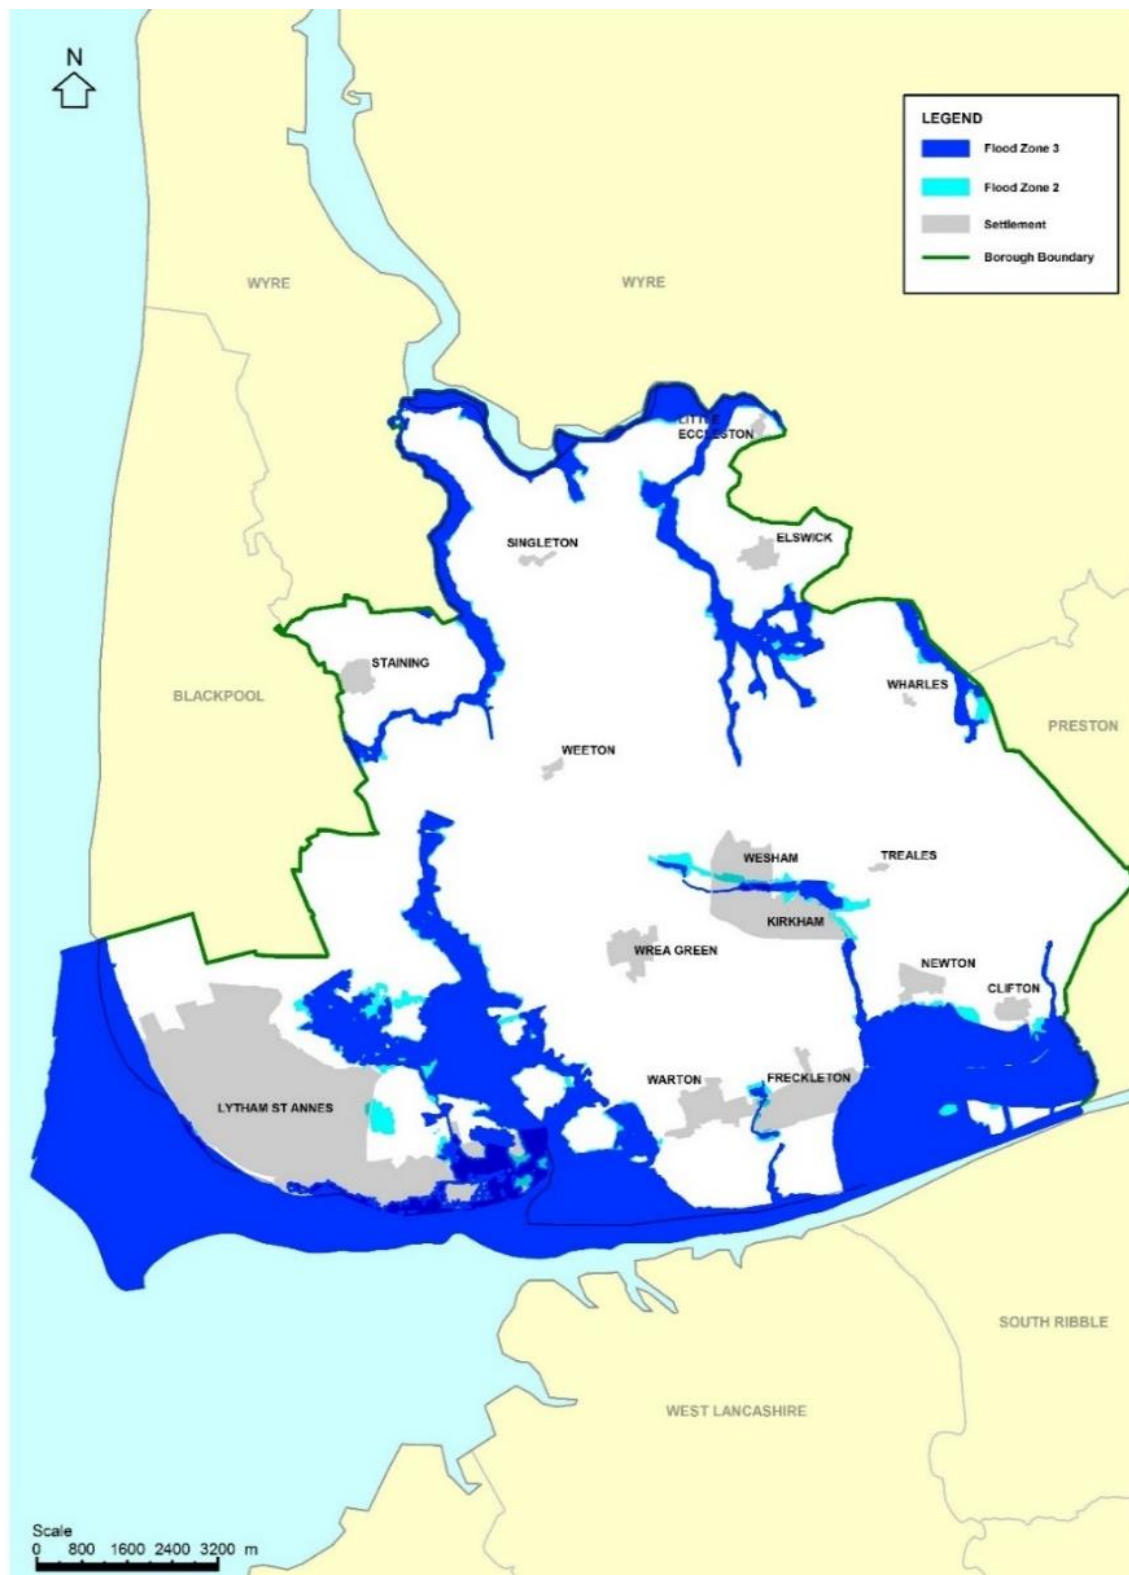 N
LEGEND
Flood Zone 3
Flood Zone 2
Settlement
Borough Boundary
WYRE
WYRE
LITTLE
ECCLESTON
SINGLETON
ELSWICK
STAINING
WHARLES
BLACKPOOL
PRESTON
WEETON
WESHAM
TREALES
KIRKHAM
WREA GREEN
NEWTON
CLIFTON
WARTON
FRECKLETON
LYTHAM ST ANNES
SOUTH RIBBLE
WEST LANCASHIRE
Scale
0 800 1600 2400 3200 m